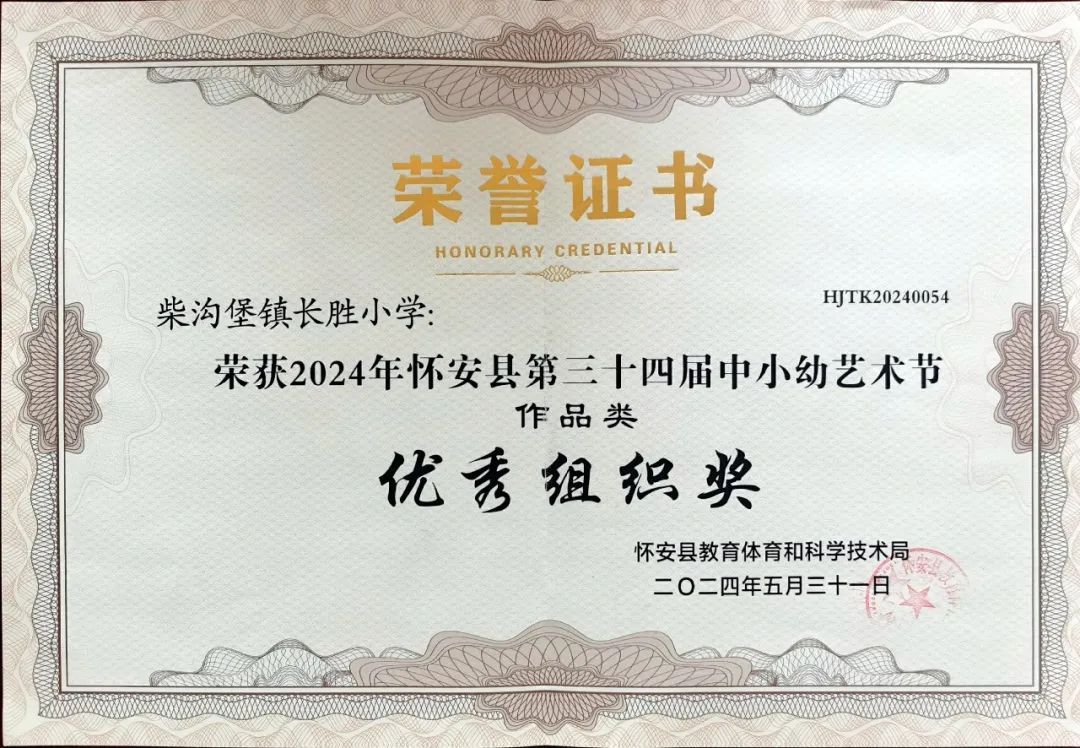 荣誉证书
HONORARY CREDENTIAL
HJTK20240054
柴沟堡镇长胜小学:
荣获2024年怀安县第三十四届中小幼艺术节
作品类
优秀组织奖
怀安县教育体育和科学技术局
二〇二四年五月三十一日